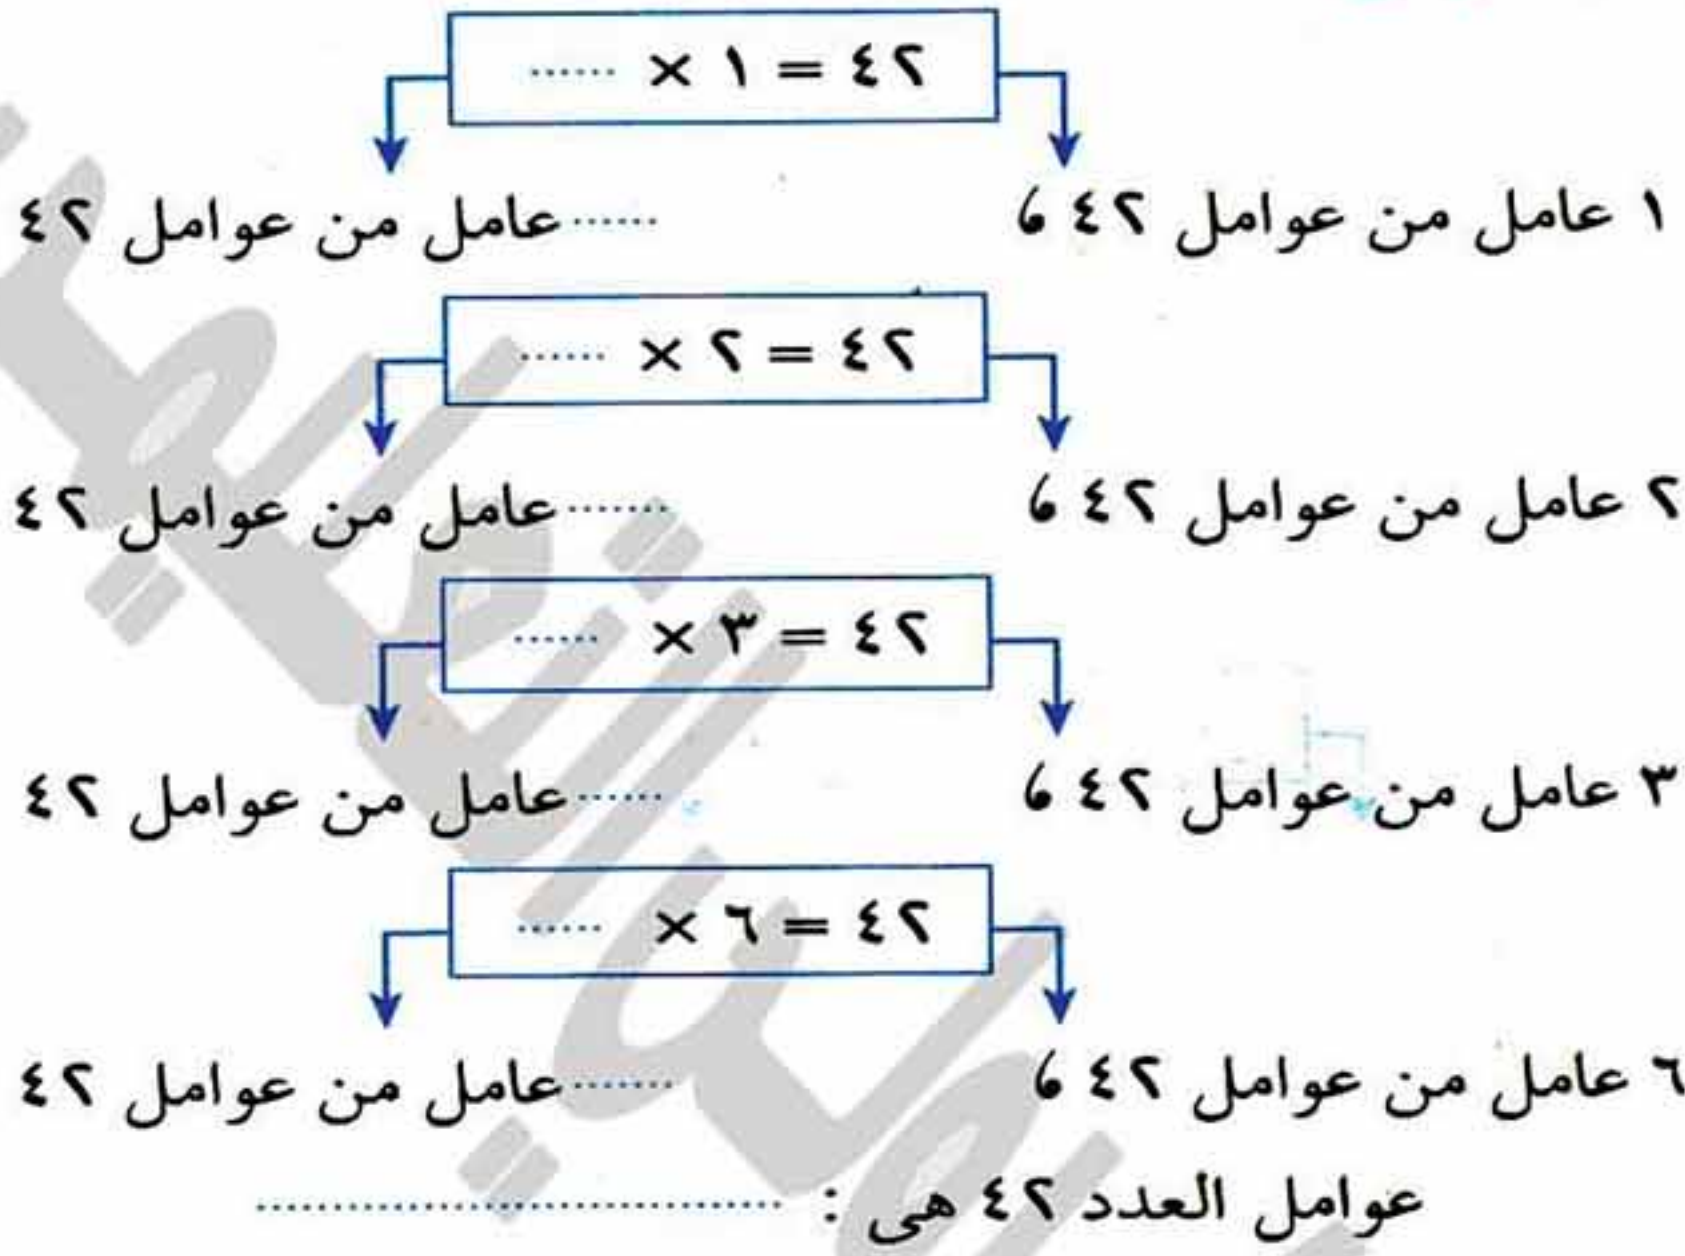 ٤٢ = ١ × ......
١ عامل من عوامل ٤٢ ، ...... عامل من عوامل ٤٢
٤٢ = ٢ × ......
٢ عامل من عوامل ٤٢ ، ...... عامل من عوامل ٤٢
٤٢ = ٣ × ......
٣ عامل من عوامل ٤٢ ، ...... عامل من عوامل ٤٢
٤٢ = ٦ × ......
٦ عامل من عوامل ٤٢ ، ...... عامل من عوامل ٤٢
عوامل العدد ٤٢ هى : ..............................